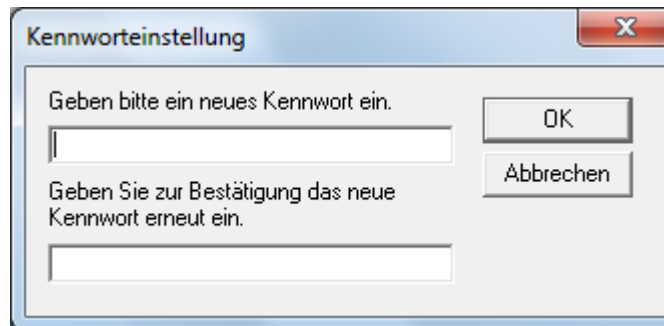 Kennworteinstellung
Geben bitte ein neues Kennwort ein.
OK
Abbrechen
Geben Sie zur Bestätigung das neue
Kennwort erneut ein.